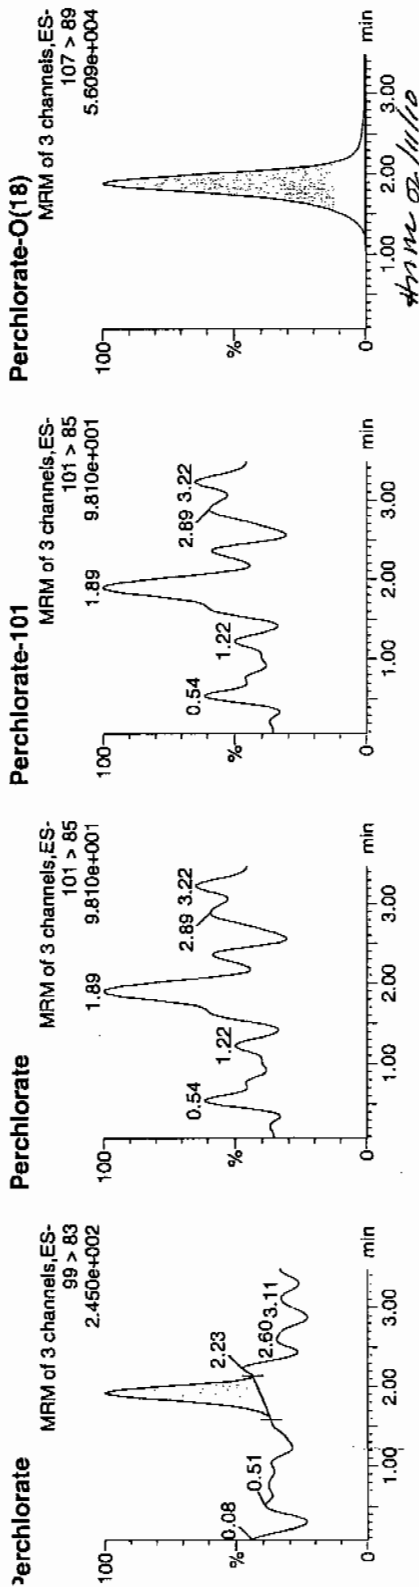 Perchlorate
MRM of 3 channels,ES-
99 > 83
2.450e+002
100
%
0
0.08
0.51
2.23
2.60
3.11
1.00
2.00
3.00
min
Perchlorate
MRM of 3 channels,ES-
101 > 85
9.810e+001
100
%
0
0.54
1.22
1.89
2.89
3.22
1.00
2.00
3.00
min
Perchlorate-101
MRM of 3 channels,ES-
101 > 85
9.810e+001
100
%
0
0.54
1.22
1.89
2.89
3.22
1.00
2.00
3.00
min
Perchlorate-O(18)
MRM of 3 channels,ES-
107 > 89
5.609e+004
100
%
0
1.00
2.00
3.00
min